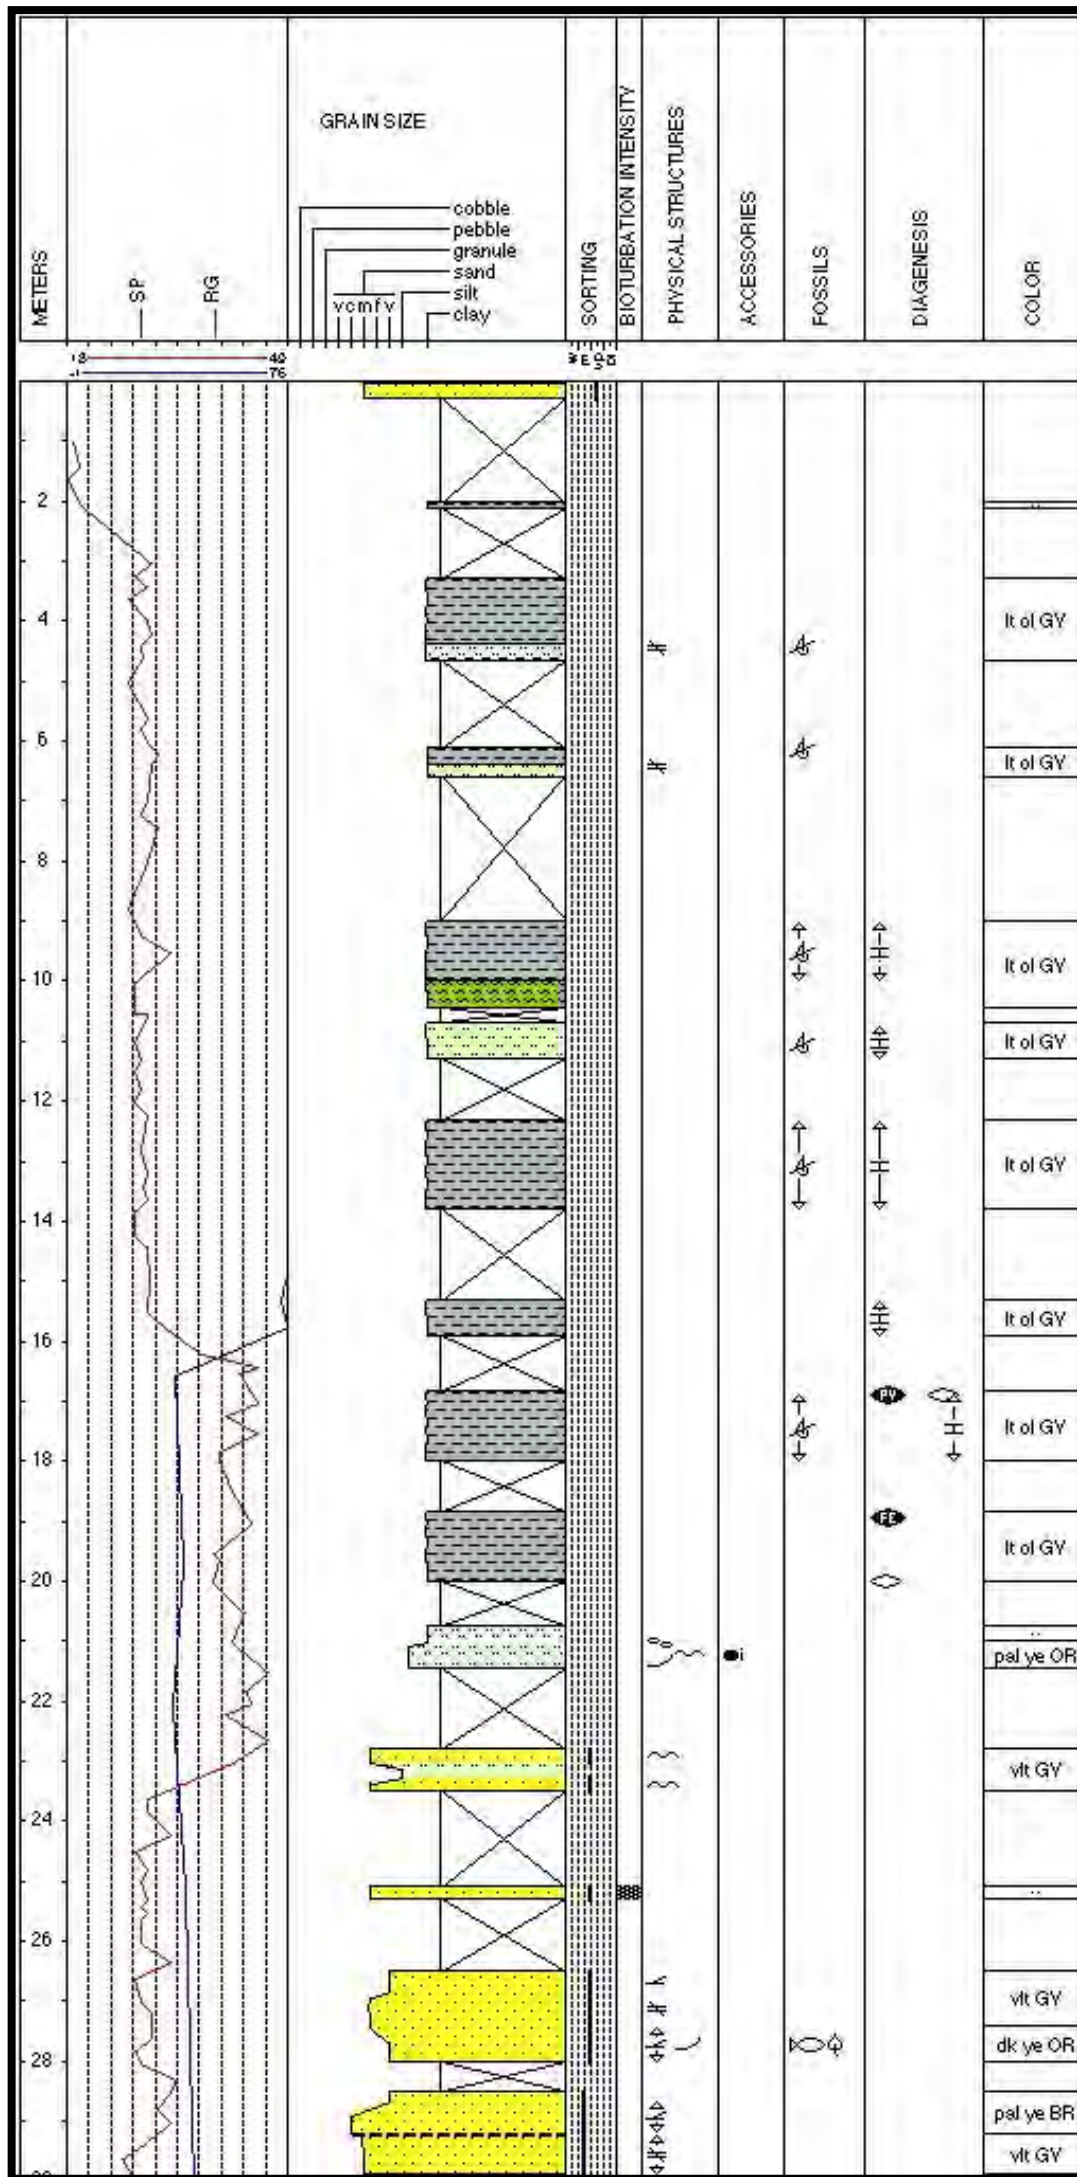 GRAIN SIZE
cobble
pebble
granule
sand
silt
clay
v c m f v
METERS
SP
RG
SORTING
BIOTURBATION INTENSITY
PHYSICAL STRUCTURES
ACCESSORIES
FOSSILS
DIAGENESIS
COLOR
76
2
4
lt ol GY
6
lt ol GY
8
lt ol GY
10
lt ol GY
12
lt ol GY
14
lt ol GY
16
PY
lt ol GY
18
FE
lt ol GY
20
i
pal ye OR
22
vlt GY
24
26
vlt GY
dk ye OR
28
pal ye BR
vlt GY